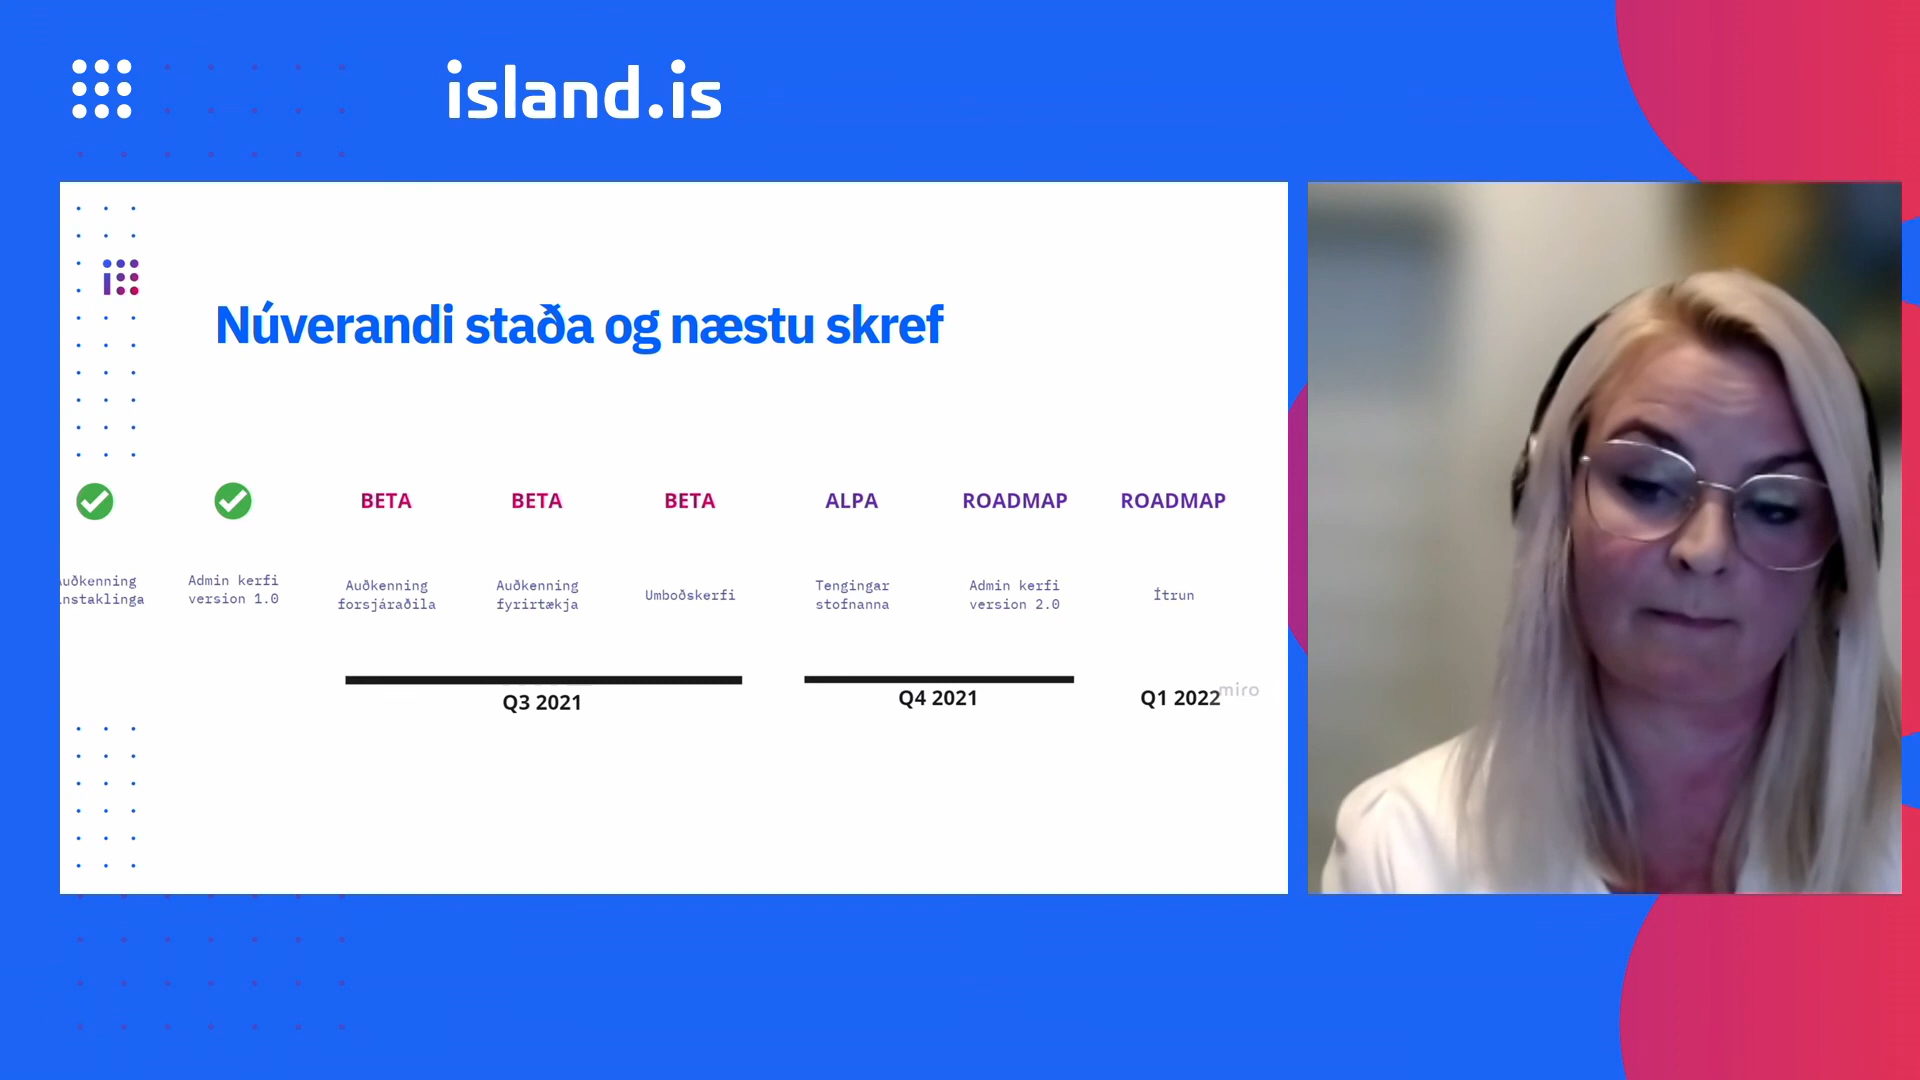 island.is
Núverandi staða og næstu skref
BETA
BETA
BETA
ALPA
ROADMAP
ROADMAP
Admin kerfi
version 1.0
Auðkenning
forsjáraðila
Auðkenning
fyrirtækja
Umboðskerfi
Tengingar
stofnanna
Admin kerfi
version 2.0
Ítrun
Q3 2021
Q4 2021
Q1 2022
miro